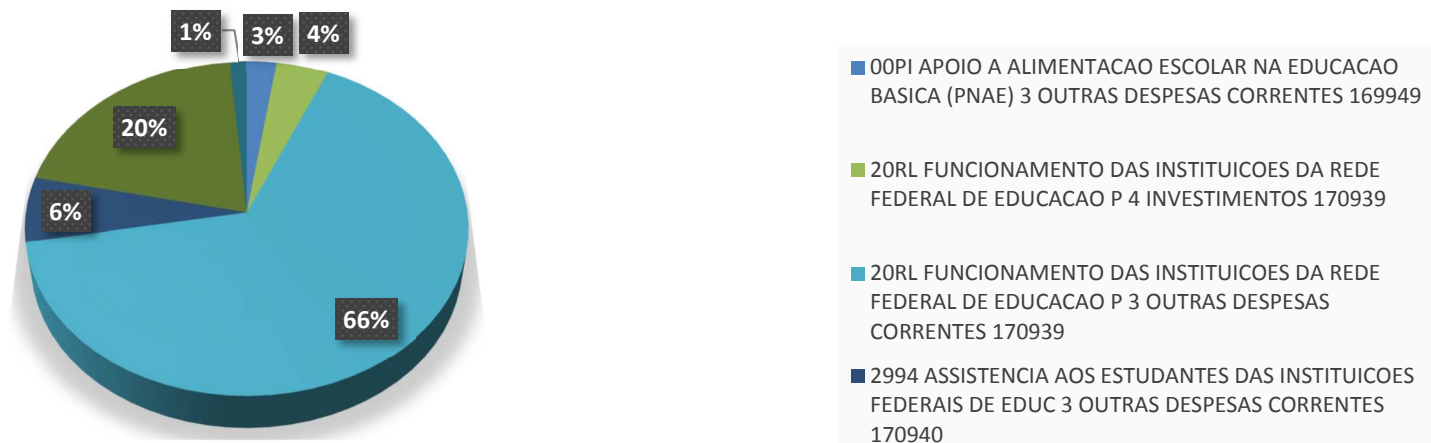 1%
3%
4%
20%
6%
66%
00PI APOIO A ALIMENTACAO ESCOLAR NA EDUCACAO
BASICA (PNAE) 3 OUTRAS DESPESAS CORRENTES 169949
20RL FUNCIONAMENTO DAS INSTITUICOES DA REDE
FEDERAL DE EDUCACAO P 4 INVESTIMENTOS 170939
20RL FUNCIONAMENTO DAS INSTITUICOES DA REDE
FEDERAL DE EDUCACAO P 3 OUTRAS DESPESAS
CORRENTES 170939
2994 ASSISTENCIA AOS ESTUDANTES DAS INSTITUICOES
FEDERAIS DE EDUC 3 OUTRAS DESPESAS CORRENTES
170940